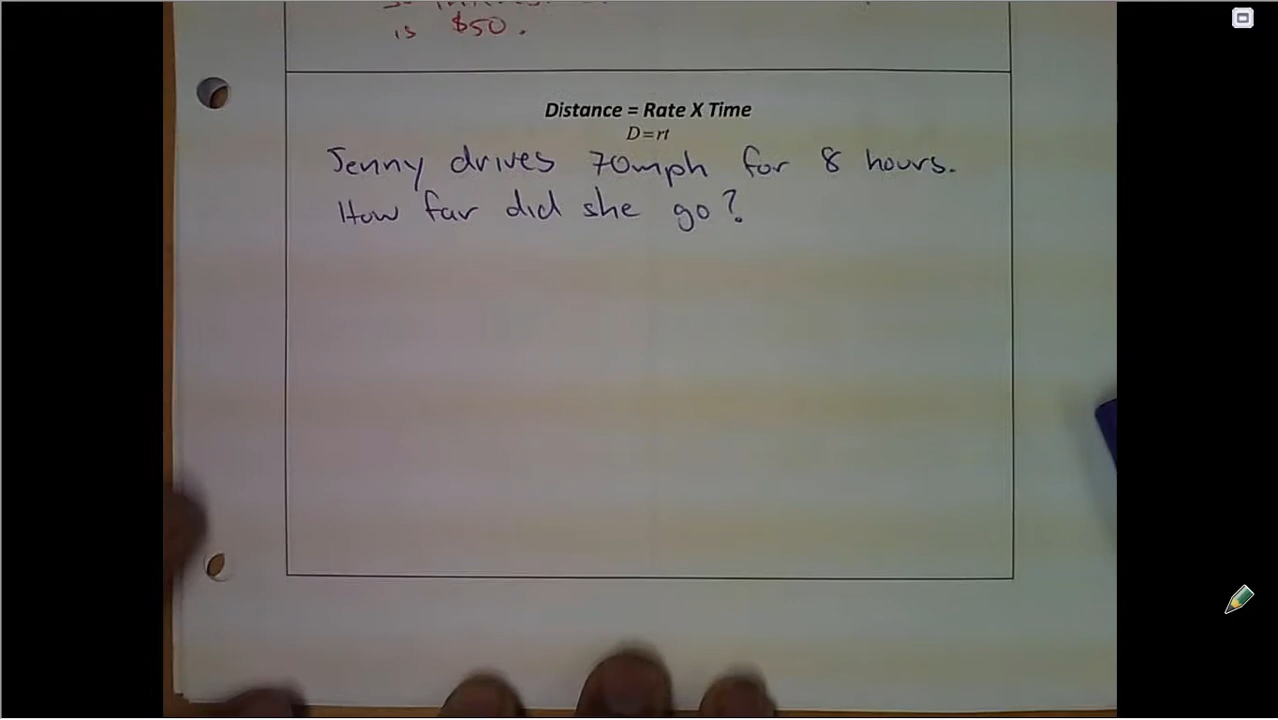 is $50.
Distance = Rate X Time
D=rt
Jenny drives 70mph for 8 hours.
How far did she go?